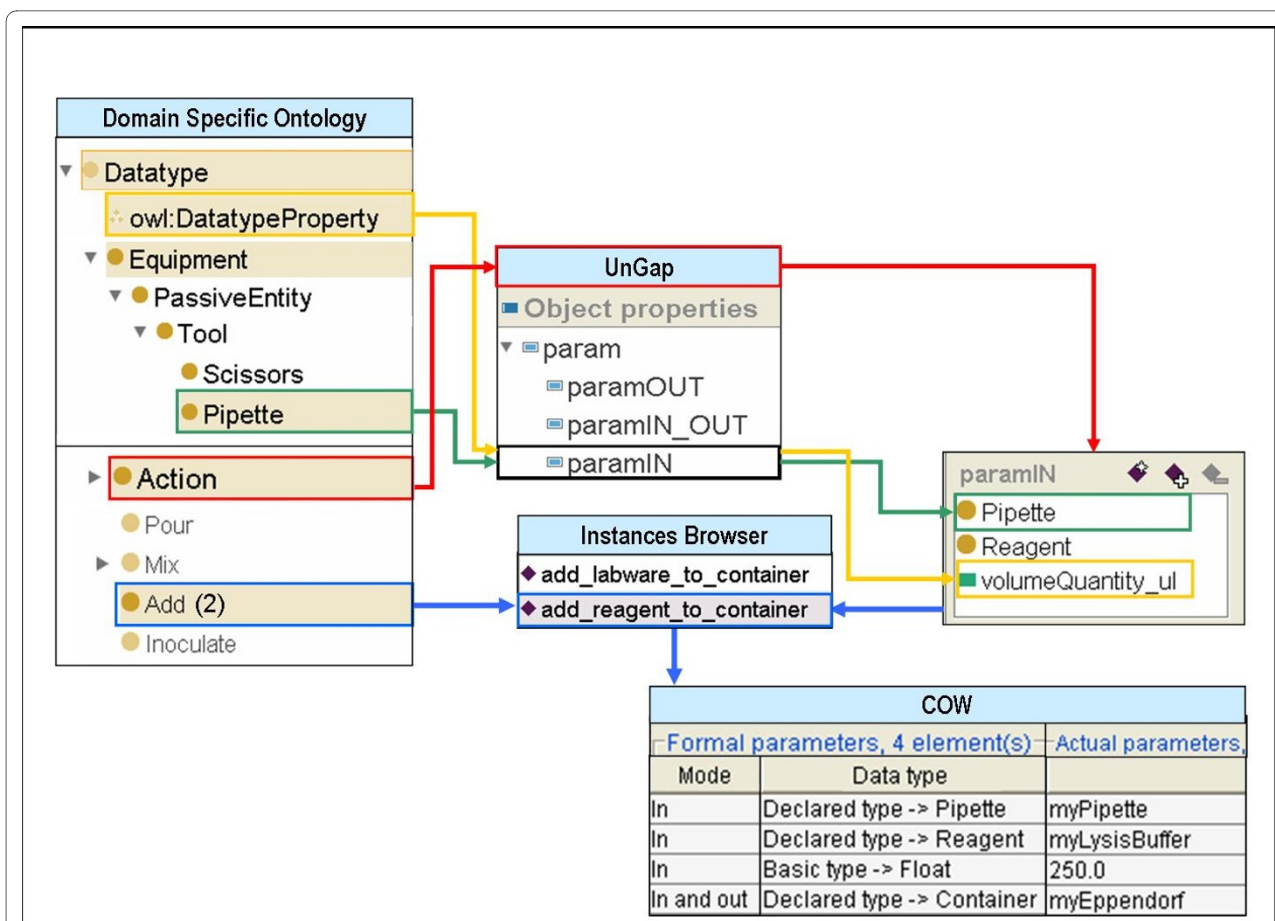 Domain Specific Ontology
Datatype
owl:DatatypeProperty
Equipment
PassiveEntity
Tool
Scissors
Pipette
Action
Pour
Mix
Add (2)
Inoculate
UnGap
Object properties
param
paramOUT
paramIN_OUT
paramIN
Instances Browser
add_labware_to_container
add_reagent_to_container
paramIN
Pipette
Reagent
volumeQuantity_ul
COW
Formal parameters, 4 element(s) Actual parameters,
Mode Data type
In Declared type -> Pipette myPipette
In Declared type -> Reagent myLysisBuffer
In Basic type -> Float 250.0
In and out Declared type -> Container myEppendorf